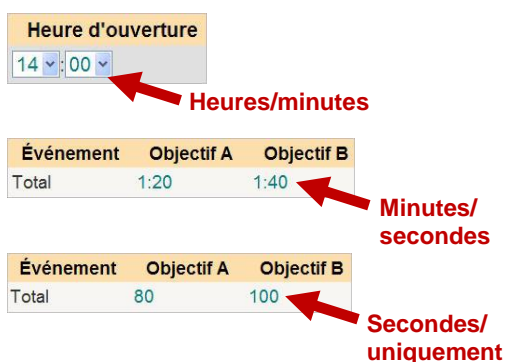 Heure d'ouverture
14 : 00
Heures/minutes
Événement Objectif A Objectif B
Total 1:20 1:40
Minutes/
secondes
Événement Objectif A Objectif B
Total 80 100
Secondes/
uniquement